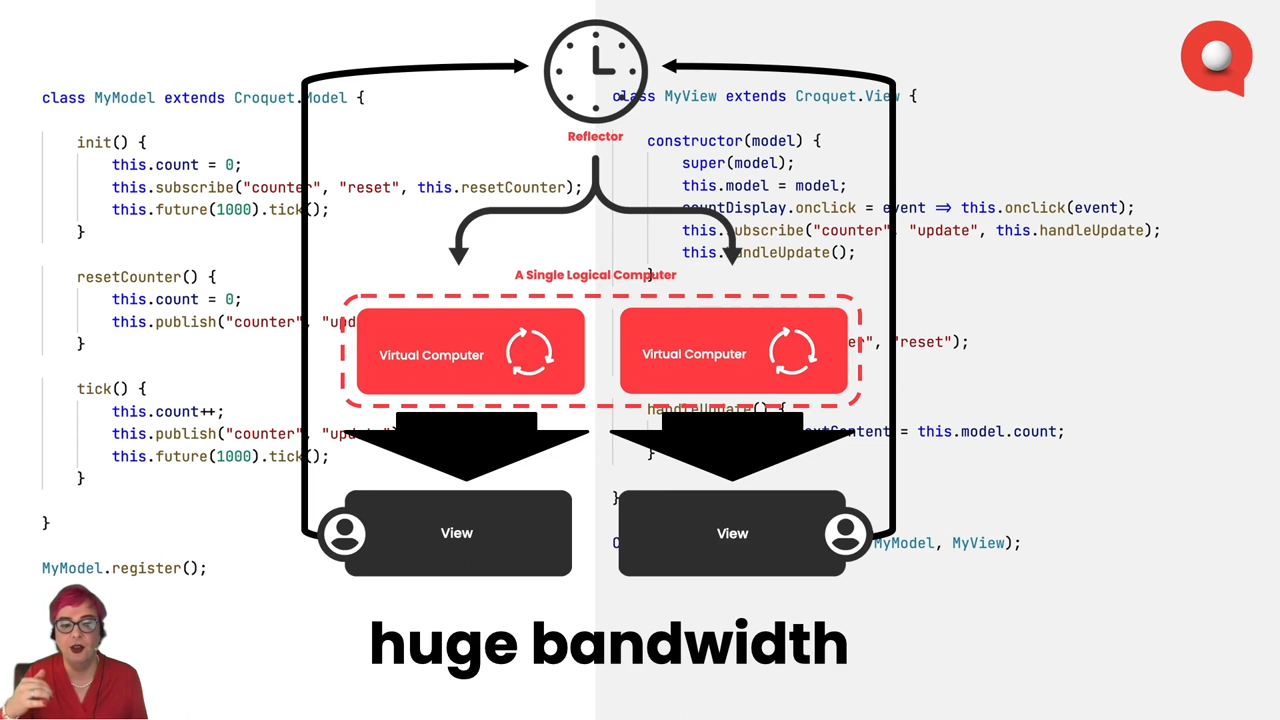 class MyModel extends Croquet.Model {
init() {
this.count = 0;
this.subscribe("counter", "reset", this.resetCounter);
this.future(1000).tick();
}
resetCounter() {
this.count = 0;
this.publish("counter", "upd
}
tick() {
this.count++;
this.publish("counter", "upd
this.future(1000).tick();
}
}
MyModel.register();
class MyView extends Croquet.View {
constructor(model) {
super(model);
this.model = model;
countDisplay.onclick = event => this.onclick(event);
this.subscribe("counter", "update", this.handleUpdate);
this.handleUpdate();
}
"reset");
handleUpdate() {
= this.model.count;
}
}
MyModel, MyView);
Reflector
A Single Logical Computer
Virtual Computer
Virtual Computer
View
View
huge bandwidth